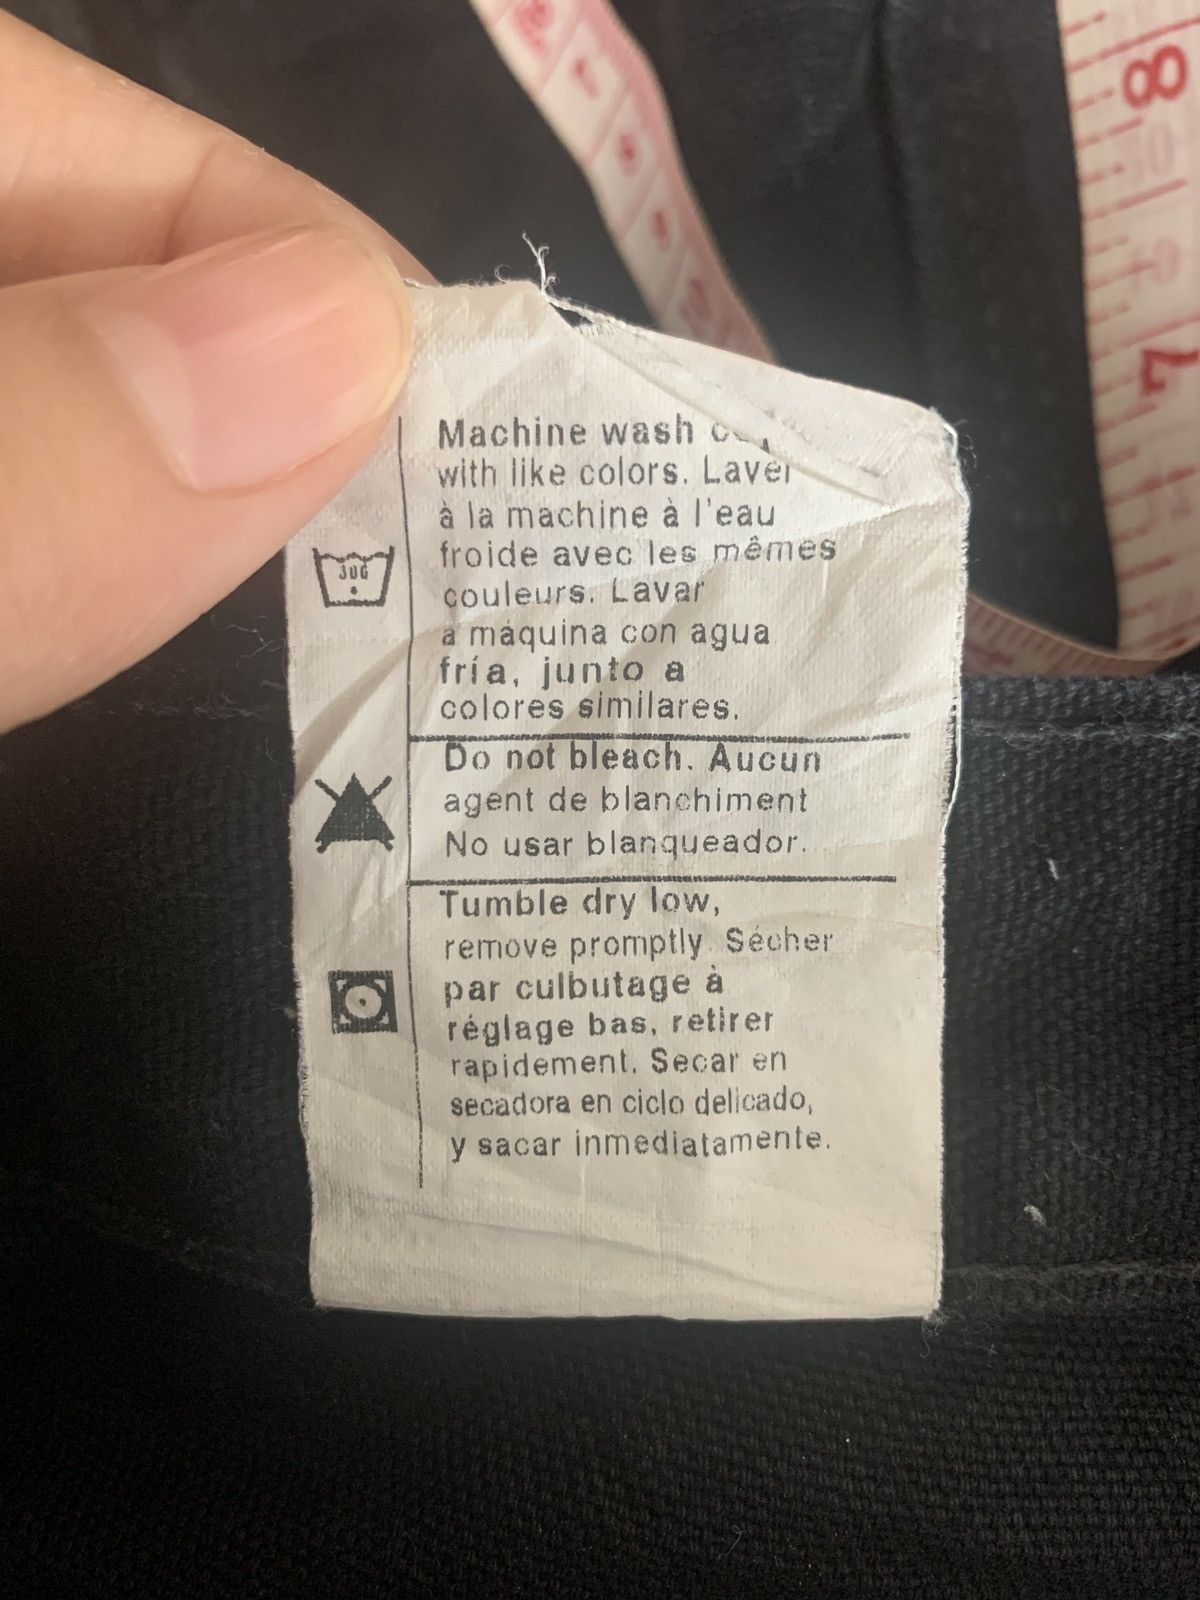 Machine wash
with like colors. Laver
à la machine à l'eau
froide avec les mêmes
couleurs. Lavar
a máquina con agua
fría, junto a
colores similares.
Do not bleach. Aucun
agent de blanchiment
No usar blanqueador.
Tumble dry low,
remove promptly. Sécher
par culbutage à
réglage bas, retirer
rapidement. Secar en
secadora en ciclo delicado,
y sacar inmediatamente.
8
7